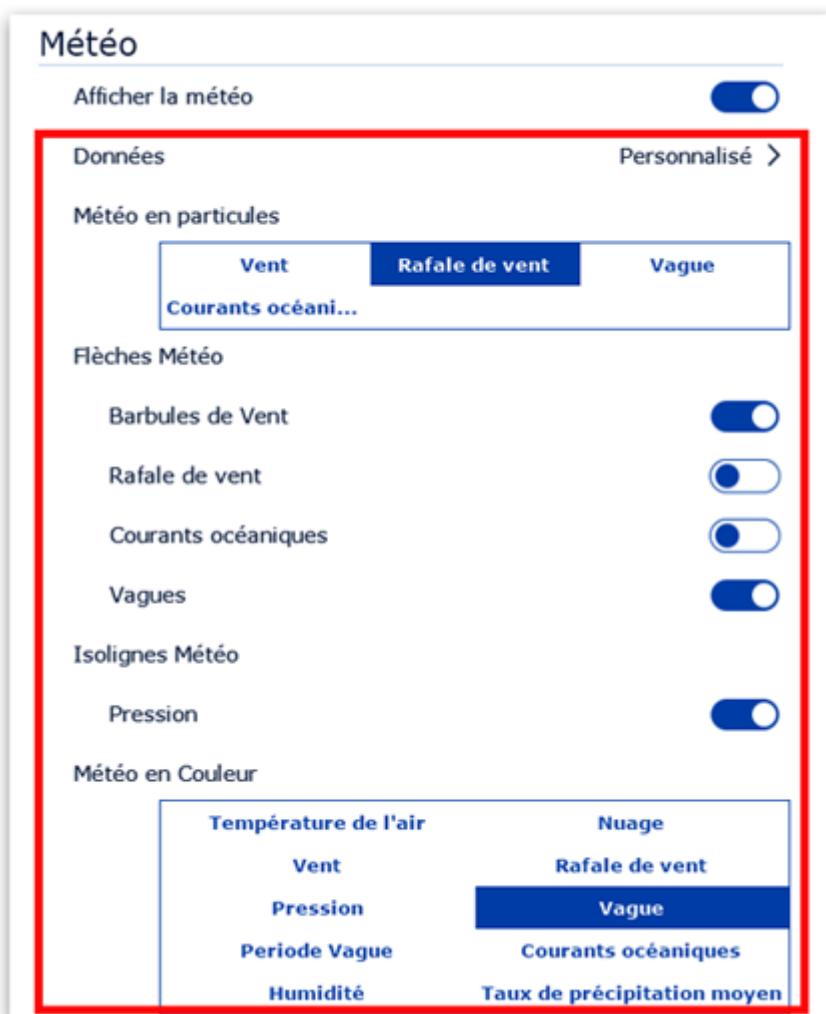 Météo
Afficher la météo
Données Personnalisé
Météo en particules
Vent Rafale de vent Vague
Courants océani...
Flèches Météo
Barbules de Vent
Rafale de vent
Courants océaniques
Vagues
Isolignes Météo
Pression
Météo en Couleur
Température de l'air Nuage
Vent Rafale de vent
Pression Vague
Periode Vague Courants océaniques
Humidité Taux de précipitation moyen